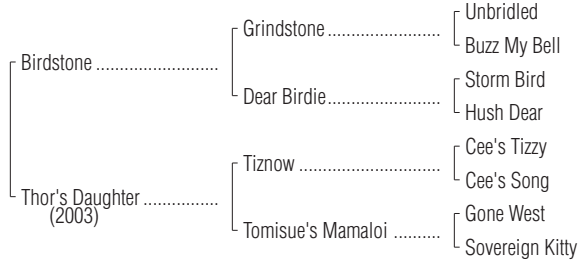 Unbridled
Grindstone ..........................
Buzz My Bell
Birdstone ............................
Storm Bird
Dear Birdie..........................
Hush Dear
Cee's Tizzy
Tiznow .................................
Cee's Song
Thor's Daughter .................
(2003)
Gone West
Tomisue's Mamaloi ..........
Sovereign Kitty